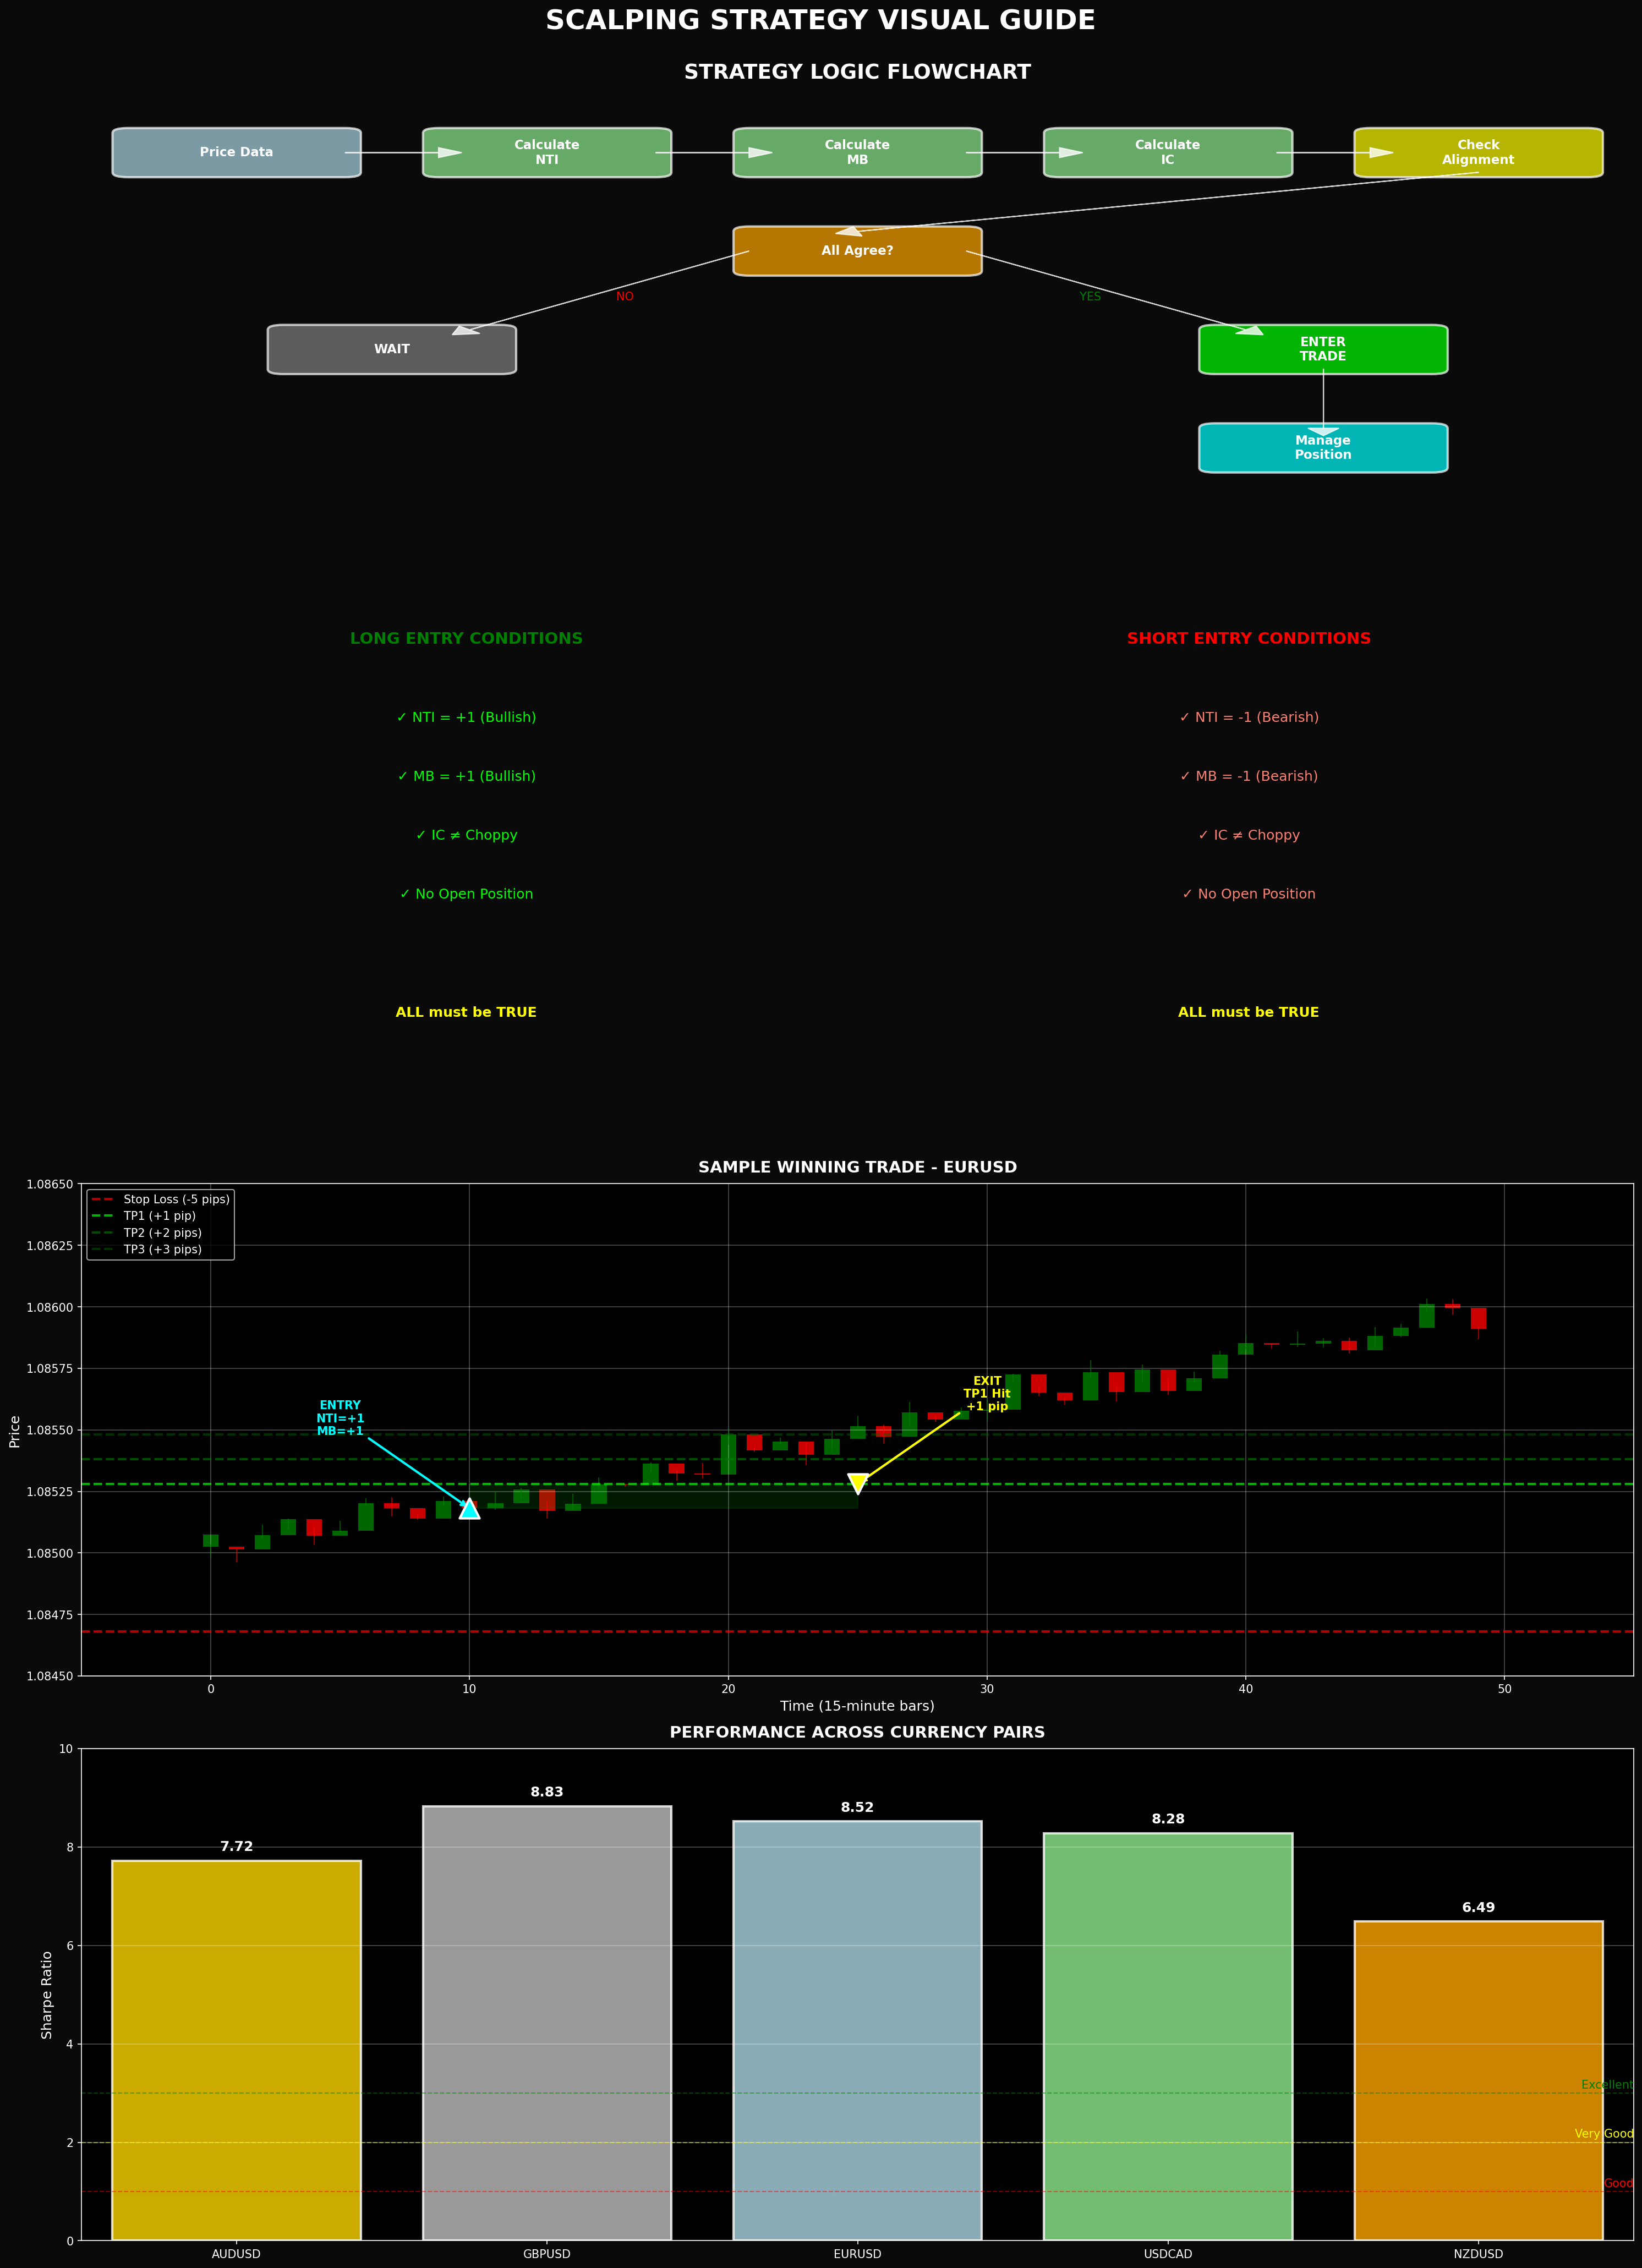 SCALPING STRATEGY VISUAL GUIDE
STRATEGY LOGIC FLOWCHART
Price Data
Calculate
NTI
Calculate
MB
Calculate
IC
Check
Alignment
All Agree?
NO
YES
WAIT
ENTER
TRADE
Manage
Position
LONG ENTRY CONDITIONS
✓ NTI = +1 (Bullish)
✓ MB = +1 (Bullish)
✓ IC ≠ Choppy
✓ No Open Position
ALL must be TRUE
SHORT ENTRY CONDITIONS
✓ NTI = -1 (Bearish)
✓ MB = -1 (Bearish)
✓ IC ≠ Choppy
✓ No Open Position
ALL must be TRUE
SAMPLE WINNING TRADE - EURUSD
Price
1.08650
1.08625
1.08600
1.08575
1.08550
1.08525
1.08500
1.08475
1.08450
Stop Loss (-5 pips)
TP1 (+1 pip)
TP2 (+2 pips)
TP3 (+3 pips)
ENTRY
NTI=+1
MB=+1
EXIT
TP1 Hit
+1 pip
0
10
20
30
40
50
Time (15-minute bars)
PERFORMANCE ACROSS CURRENCY PAIRS
Sharpe Ratio
10
8
6
4
2
0
7.72
8.83
8.52
8.28
6.49
Excellent
Very Good
Good
AUDUSD
GBPUSD
EURUSD
USDCAD
NZDUSD